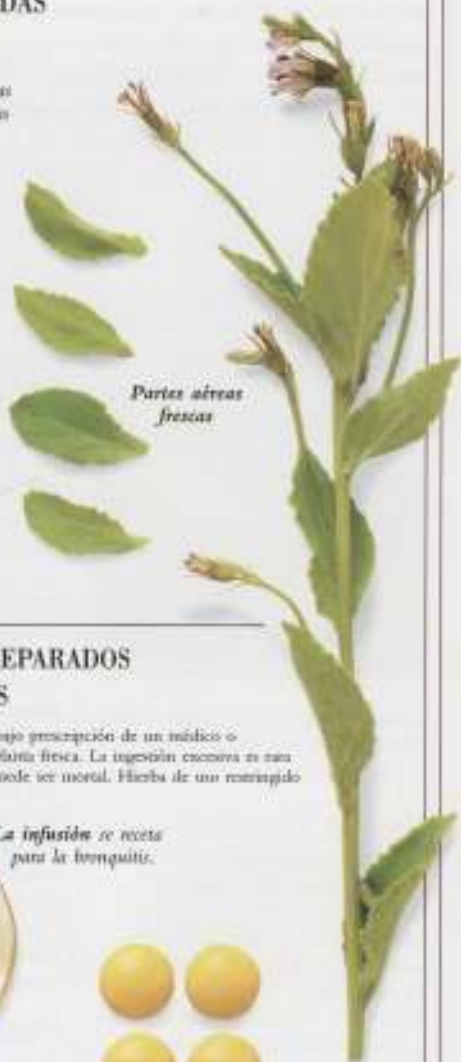 DAS
as
Partes aéreas
frescas
EPARADOS
S
bajo prescripción de un médico o
planta fresca. La ingestión excesiva es rara
puede ser mortal. Hierba de uso restringido
La infusión se receta
para la bronquitis.